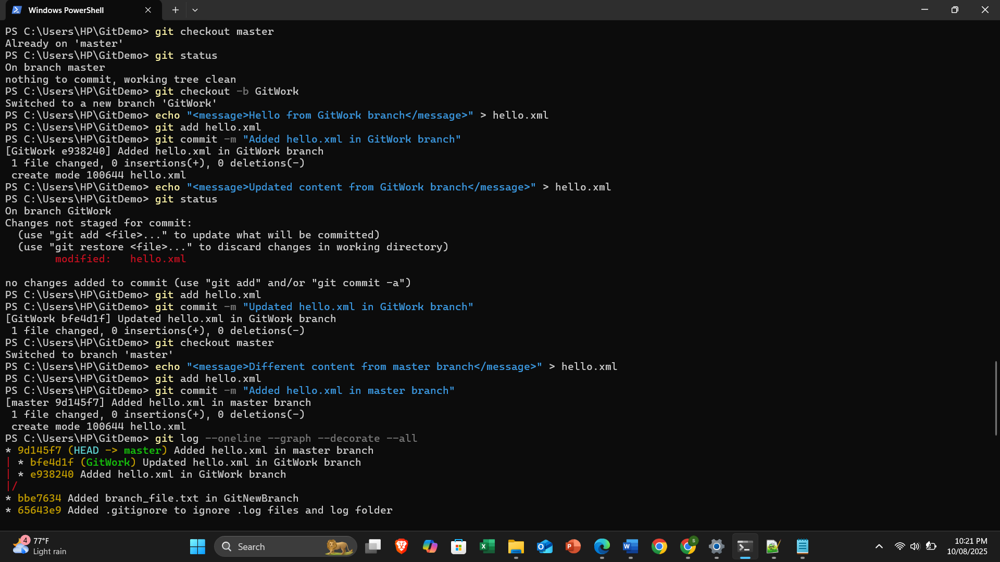 Windows PowerShell
PS C:\Users\HP\GitDemo> git checkout master
Already on 'master'
PS C:\Users\HP\GitDemo> git status
On branch master
nothing to commit, working tree clean
PS C:\Users\HP\GitDemo> git checkout -b GitWork
Switched to a new branch 'GitWork'
PS C:\Users\HP\GitDemo> echo "<message>Hello from GitWork branch</message>" > hello.xml
PS C:\Users\HP\GitDemo> git add hello.xml
PS C:\Users\HP\GitDemo> git commit -m "Added hello.xml in GitWork branch"
[GitWork e938240] Added hello.xml in GitWork branch
 1 file changed, 0 insertions(+), 0 deletions(-)
 create mode 100644 hello.xml
PS C:\Users\HP\GitDemo> echo "<message>Updated content from GitWork branch</message>" > hello.xml
PS C:\Users\HP\GitDemo> git status
On branch GitWork
Changes not staged for commit:
  (use "git add <file>..." to update what will be committed)
  (use "git restore <file>..." to discard changes in working directory)
        modified:   hello.xml
no changes added to commit (use "git add" and/or "git commit -a")
PS C:\Users\HP\GitDemo> git add hello.xml
PS C:\Users\HP\GitDemo> git commit -m "Updated hello.xml in GitWork branch"
[GitWork bfe4d1f] Updated hello.xml in GitWork branch
 1 file changed, 0 insertions(+), 0 deletions(-)
PS C:\Users\HP\GitDemo> git checkout master
Switched to branch 'master'
PS C:\Users\HP\GitDemo> echo "<message>Different content from master branch</message>" > hello.xml
PS C:\Users\HP\GitDemo> git add hello.xml
PS C:\Users\HP\GitDemo> git commit -m "Added hello.xml in master branch"
[master 9d145f7] Added hello.xml in master branch
 1 file changed, 0 insertions(+), 0 deletions(-)
 create mode 100644 hello.xml
PS C:\Users\HP\GitDemo> git log --oneline --graph --decorate --all
* 9d145f7 (HEAD -> master) Added hello.xml in master branch
| * bfe4d1f (GitWork) Updated hello.xml in GitWork branch
| * e938240 Added hello.xml in GitWork branch
|/
* bbe7634 Added branch_file.txt in GitNewBranch
* 65643e9 Added .gitignore to ignore .log files and log folder
4
77°F
Light rain
Search
10:21 PM
10/08/2025